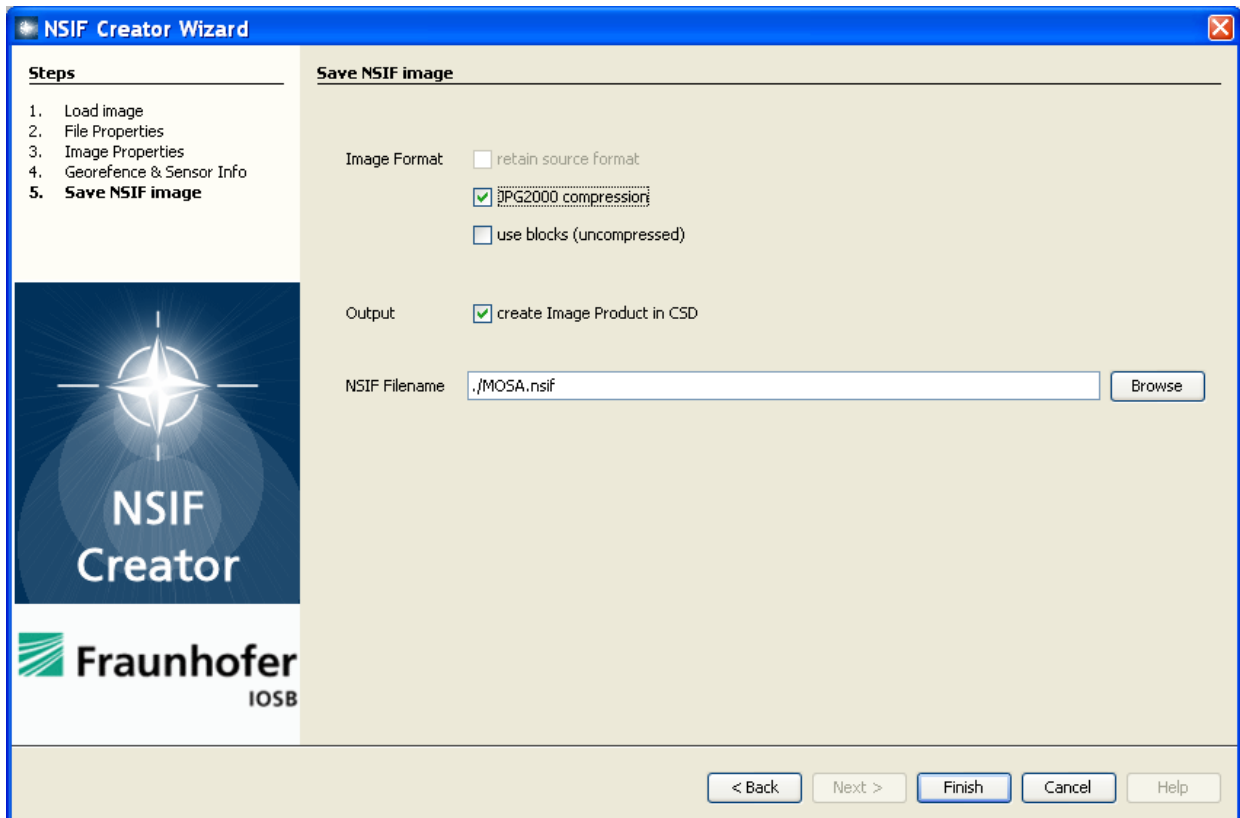 NSIF Creator Wizard
Steps
1. Load image
2. File Properties
3. Image Properties
4. Georefence & Sensor Info
5. Save NSIF image
NSIF
Creator
Fraunhofer
IOSB
Save NSIF image
Image Format
retain source format
JPG2000 compression
use blocks (uncompressed)
Output
create Image Product in CSD
NSIF Filename
./MOSA.nsif
Browse
< Back
Next >
Finish
Cancel
Help